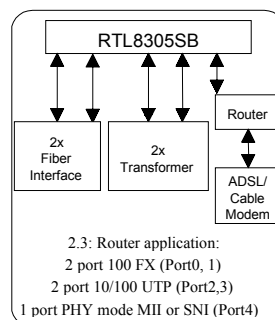 RTL8305SB
2x
Fiber
Interface
2x
Transformer
Router
ADSL/
Cable
Modem
2.3: Router application:
2 port 100 FX (Port0, 1)
2 port 10/100 UTP (Port2,3)
1 port PHY mode MII or SNI (Port4)